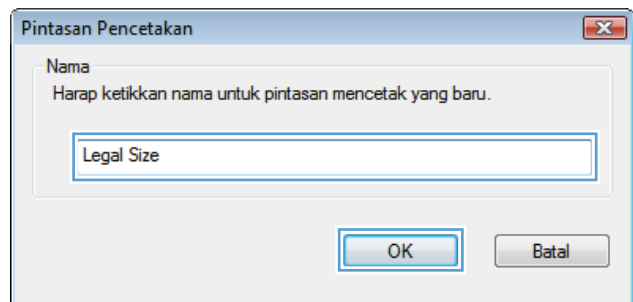 Pintasan Pencetakan
Nama
Harap ketikkan nama untuk pintasan mencetak yang baru.
Legal Size
OK
Batal